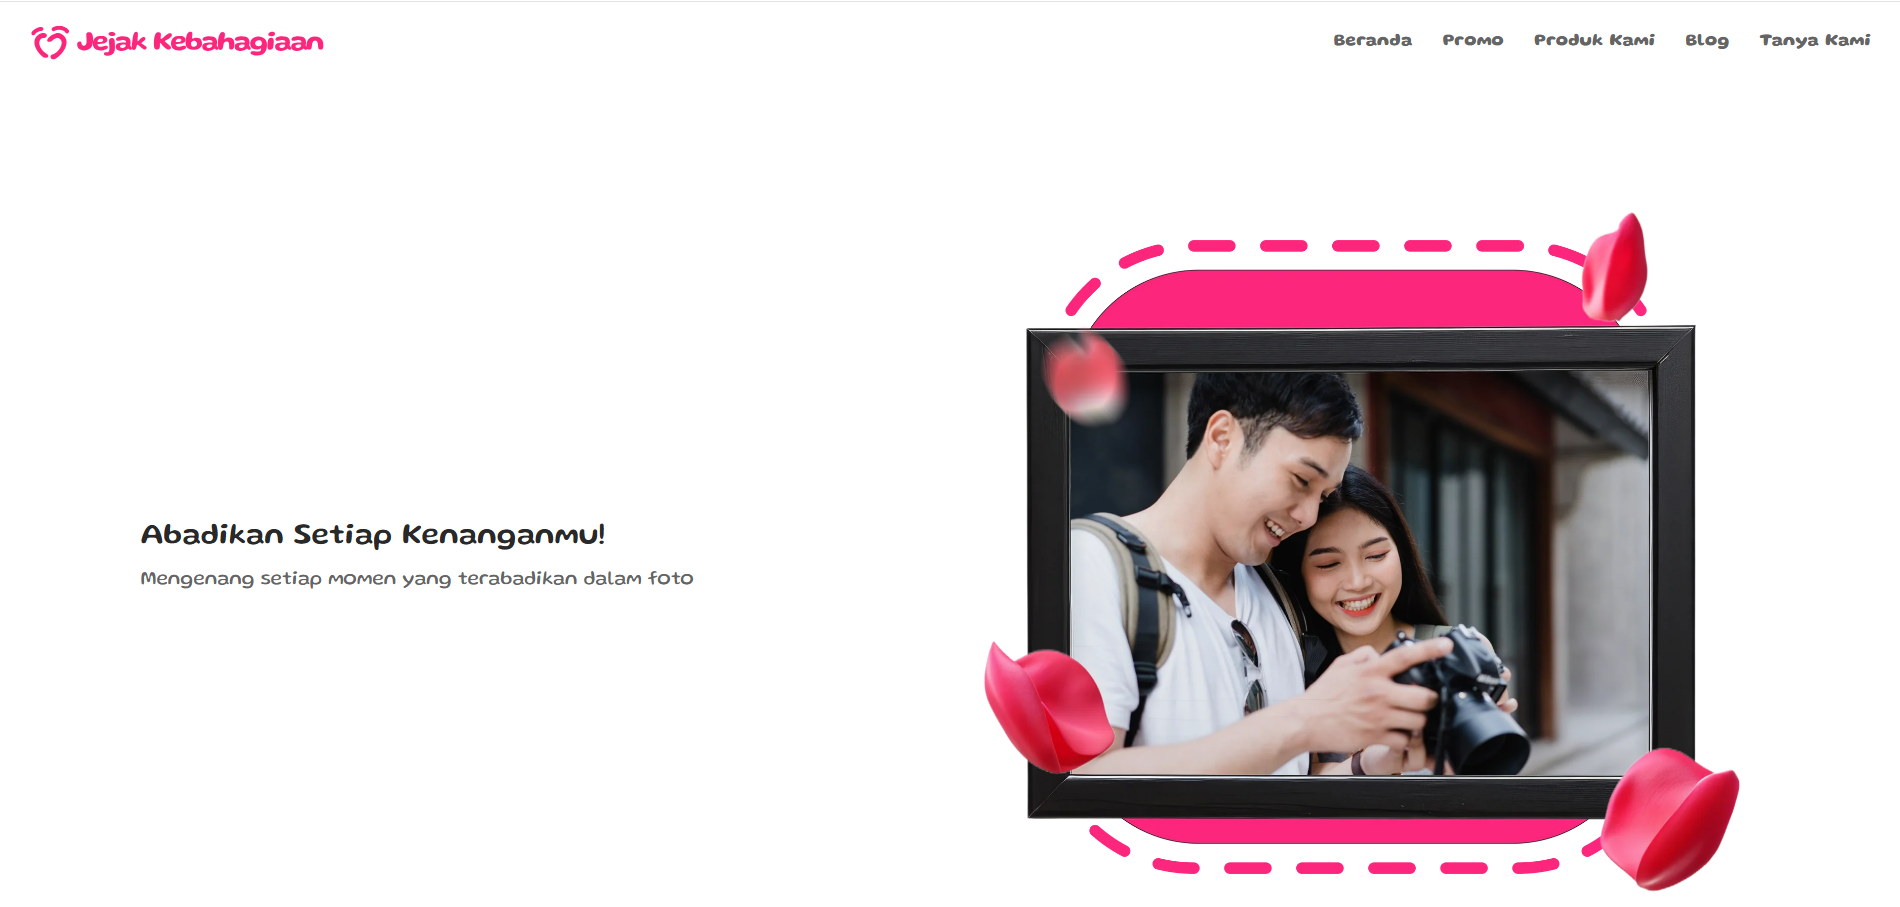 Jejak Kebahagiaan
Beranda Promo Produk Kami Blog Tanya Kami
Abadikan Setiap Kenanganmu!
Mengenang setiap momen yang terabadikan dalam foto